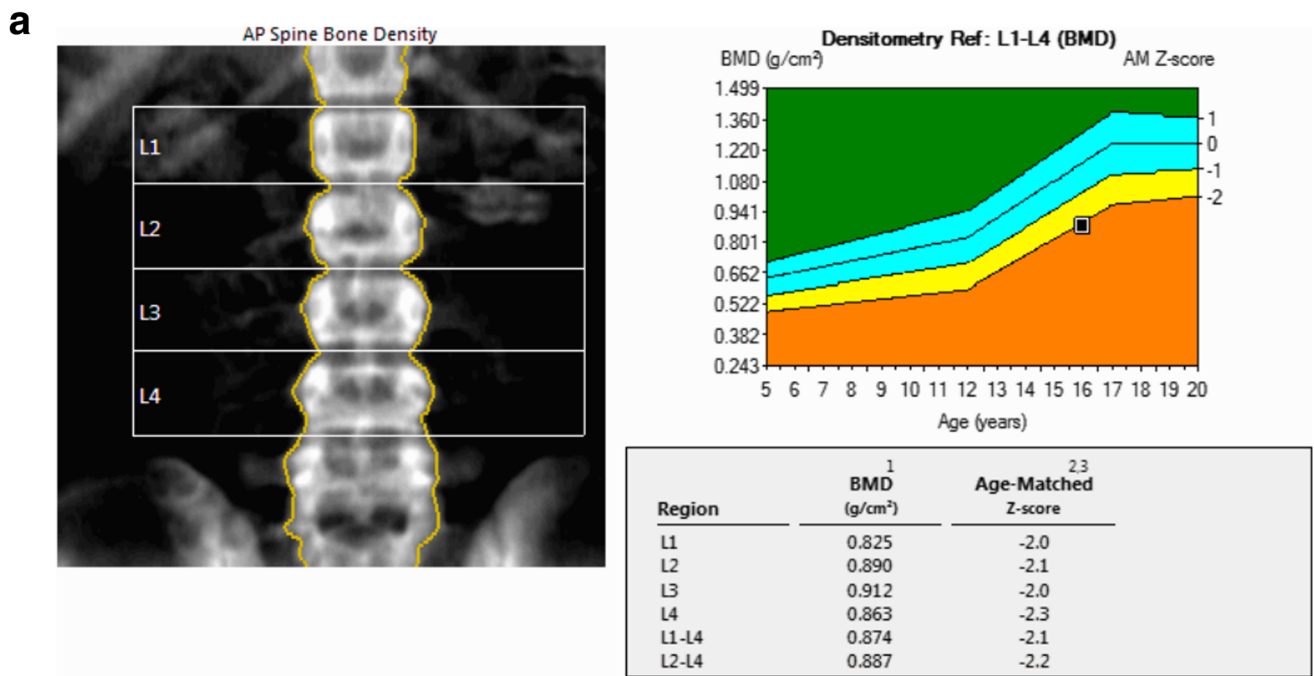 a
AP Spine Bone Density
L1
L2
L3
L4
Densitometry Ref: L1-L4 (BMD)
BMD (g/cm²) AM Z-score
1.499
1.360
1.220
1.080
0.941
0.801
0.662
0.522
0.382
0.243
1
0
-1
-2
5 6 7 8 9 10 11 12 13 14 15 16 17 18 19 20
Age (years)
1 2,3
BMD Age-Matched
Region (g/cm²) Z-score
L1 0.825 -2.0
L2 0.890 -2.1
L3 0.912 -2.0
L4 0.863 -2.3
L1-L4 0.874 -2.1
L2-L4 0.887 -2.2